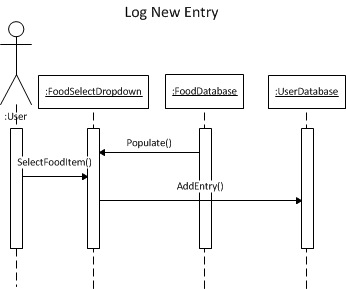 Log New Entry
:FoodSelectDropdown
:FoodDatabase
:UserDatabase
:User
Populate()
SelectFoodItem()
AddEntry()